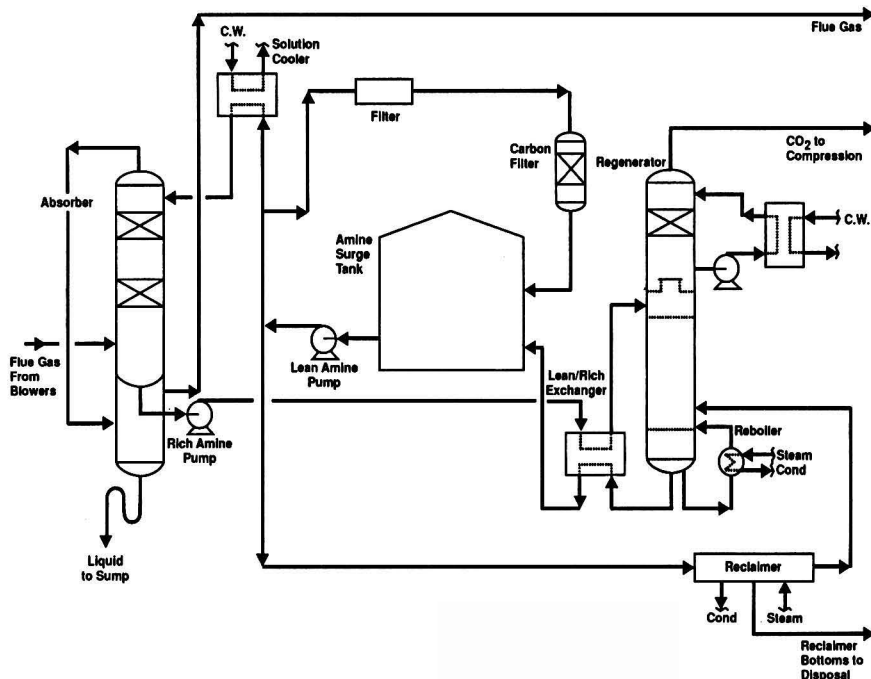 C.W.
Solution
Cooler
Flue Gas
Filter
Carbon
Filter
Regenerator
CO₂ to
Compression
Absorber
C.W.
Amine
Surge
Tank
Flue Gas
From
Blowers
Lean Amine
Pump
Lean/Rich
Exchanger
Rich Amine
Pump
Reboiler
Steam
Cond
Liquid
to Sump
Reclaimer
Cond
Steam
Reclaimer
Bottoms to
Disposal